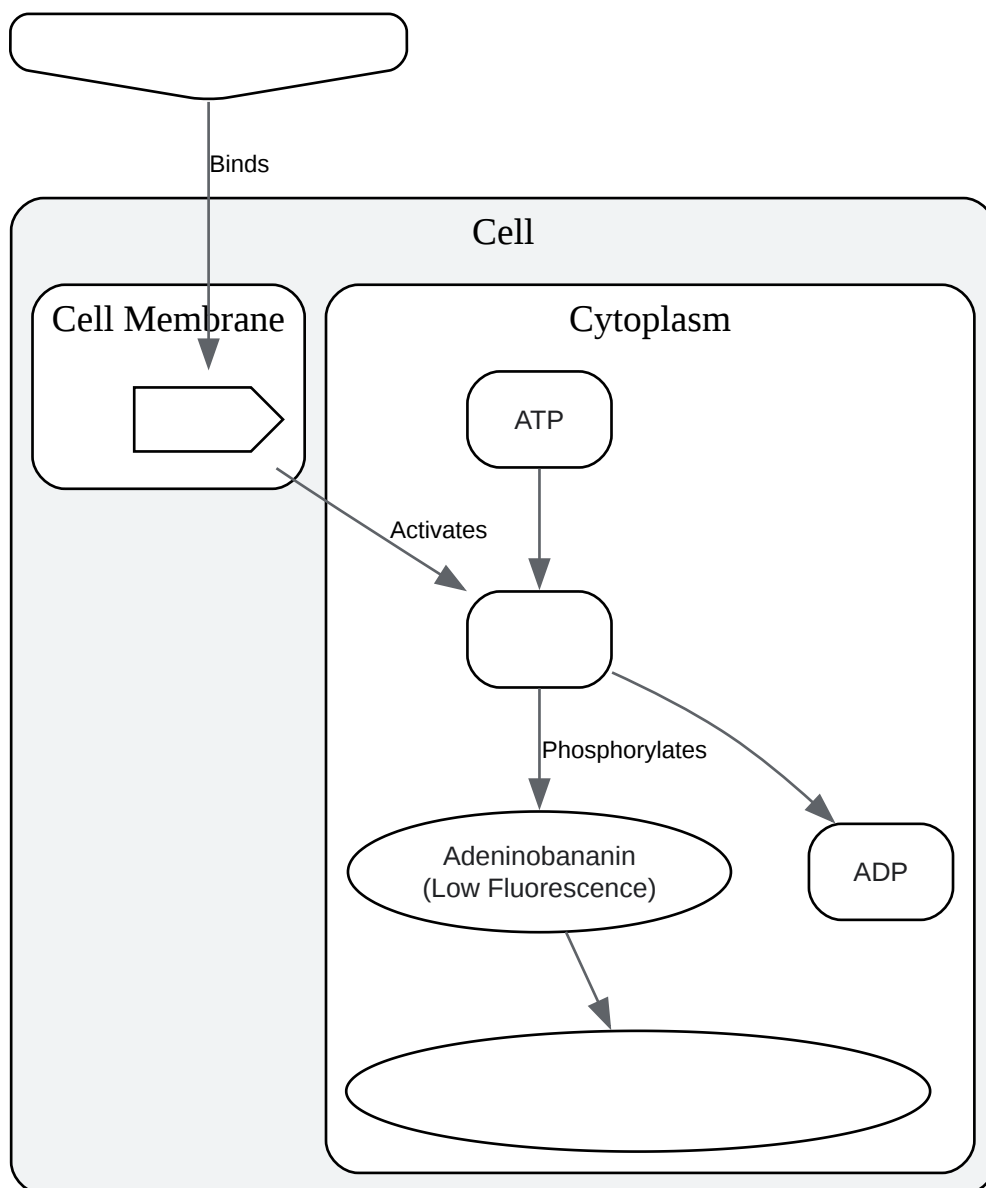 Binds
Cell
Cell Membrane
Cytoplasm
ATP
Activates
Phosphorylates
Adeninobananin
(Low Fluorescence)
ADP